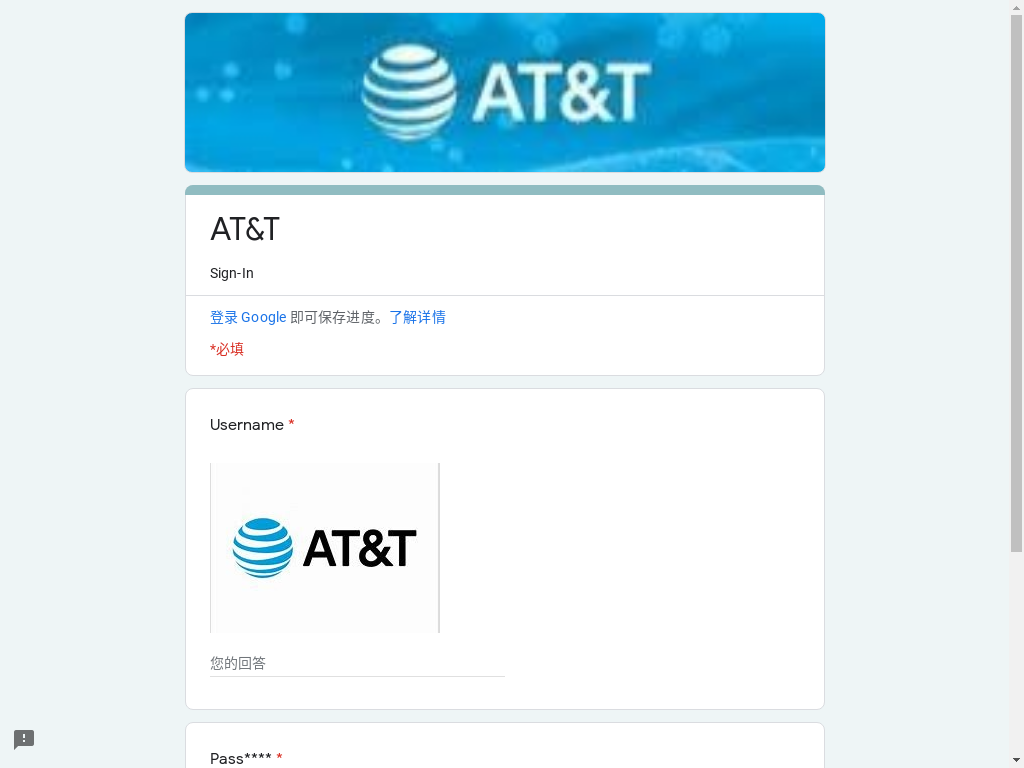 AT&T
AT&T
Sign-In
登录 Google 即可保存进度。了解详情
*必填
Username *
AT&T
您的回答
Pass**** *